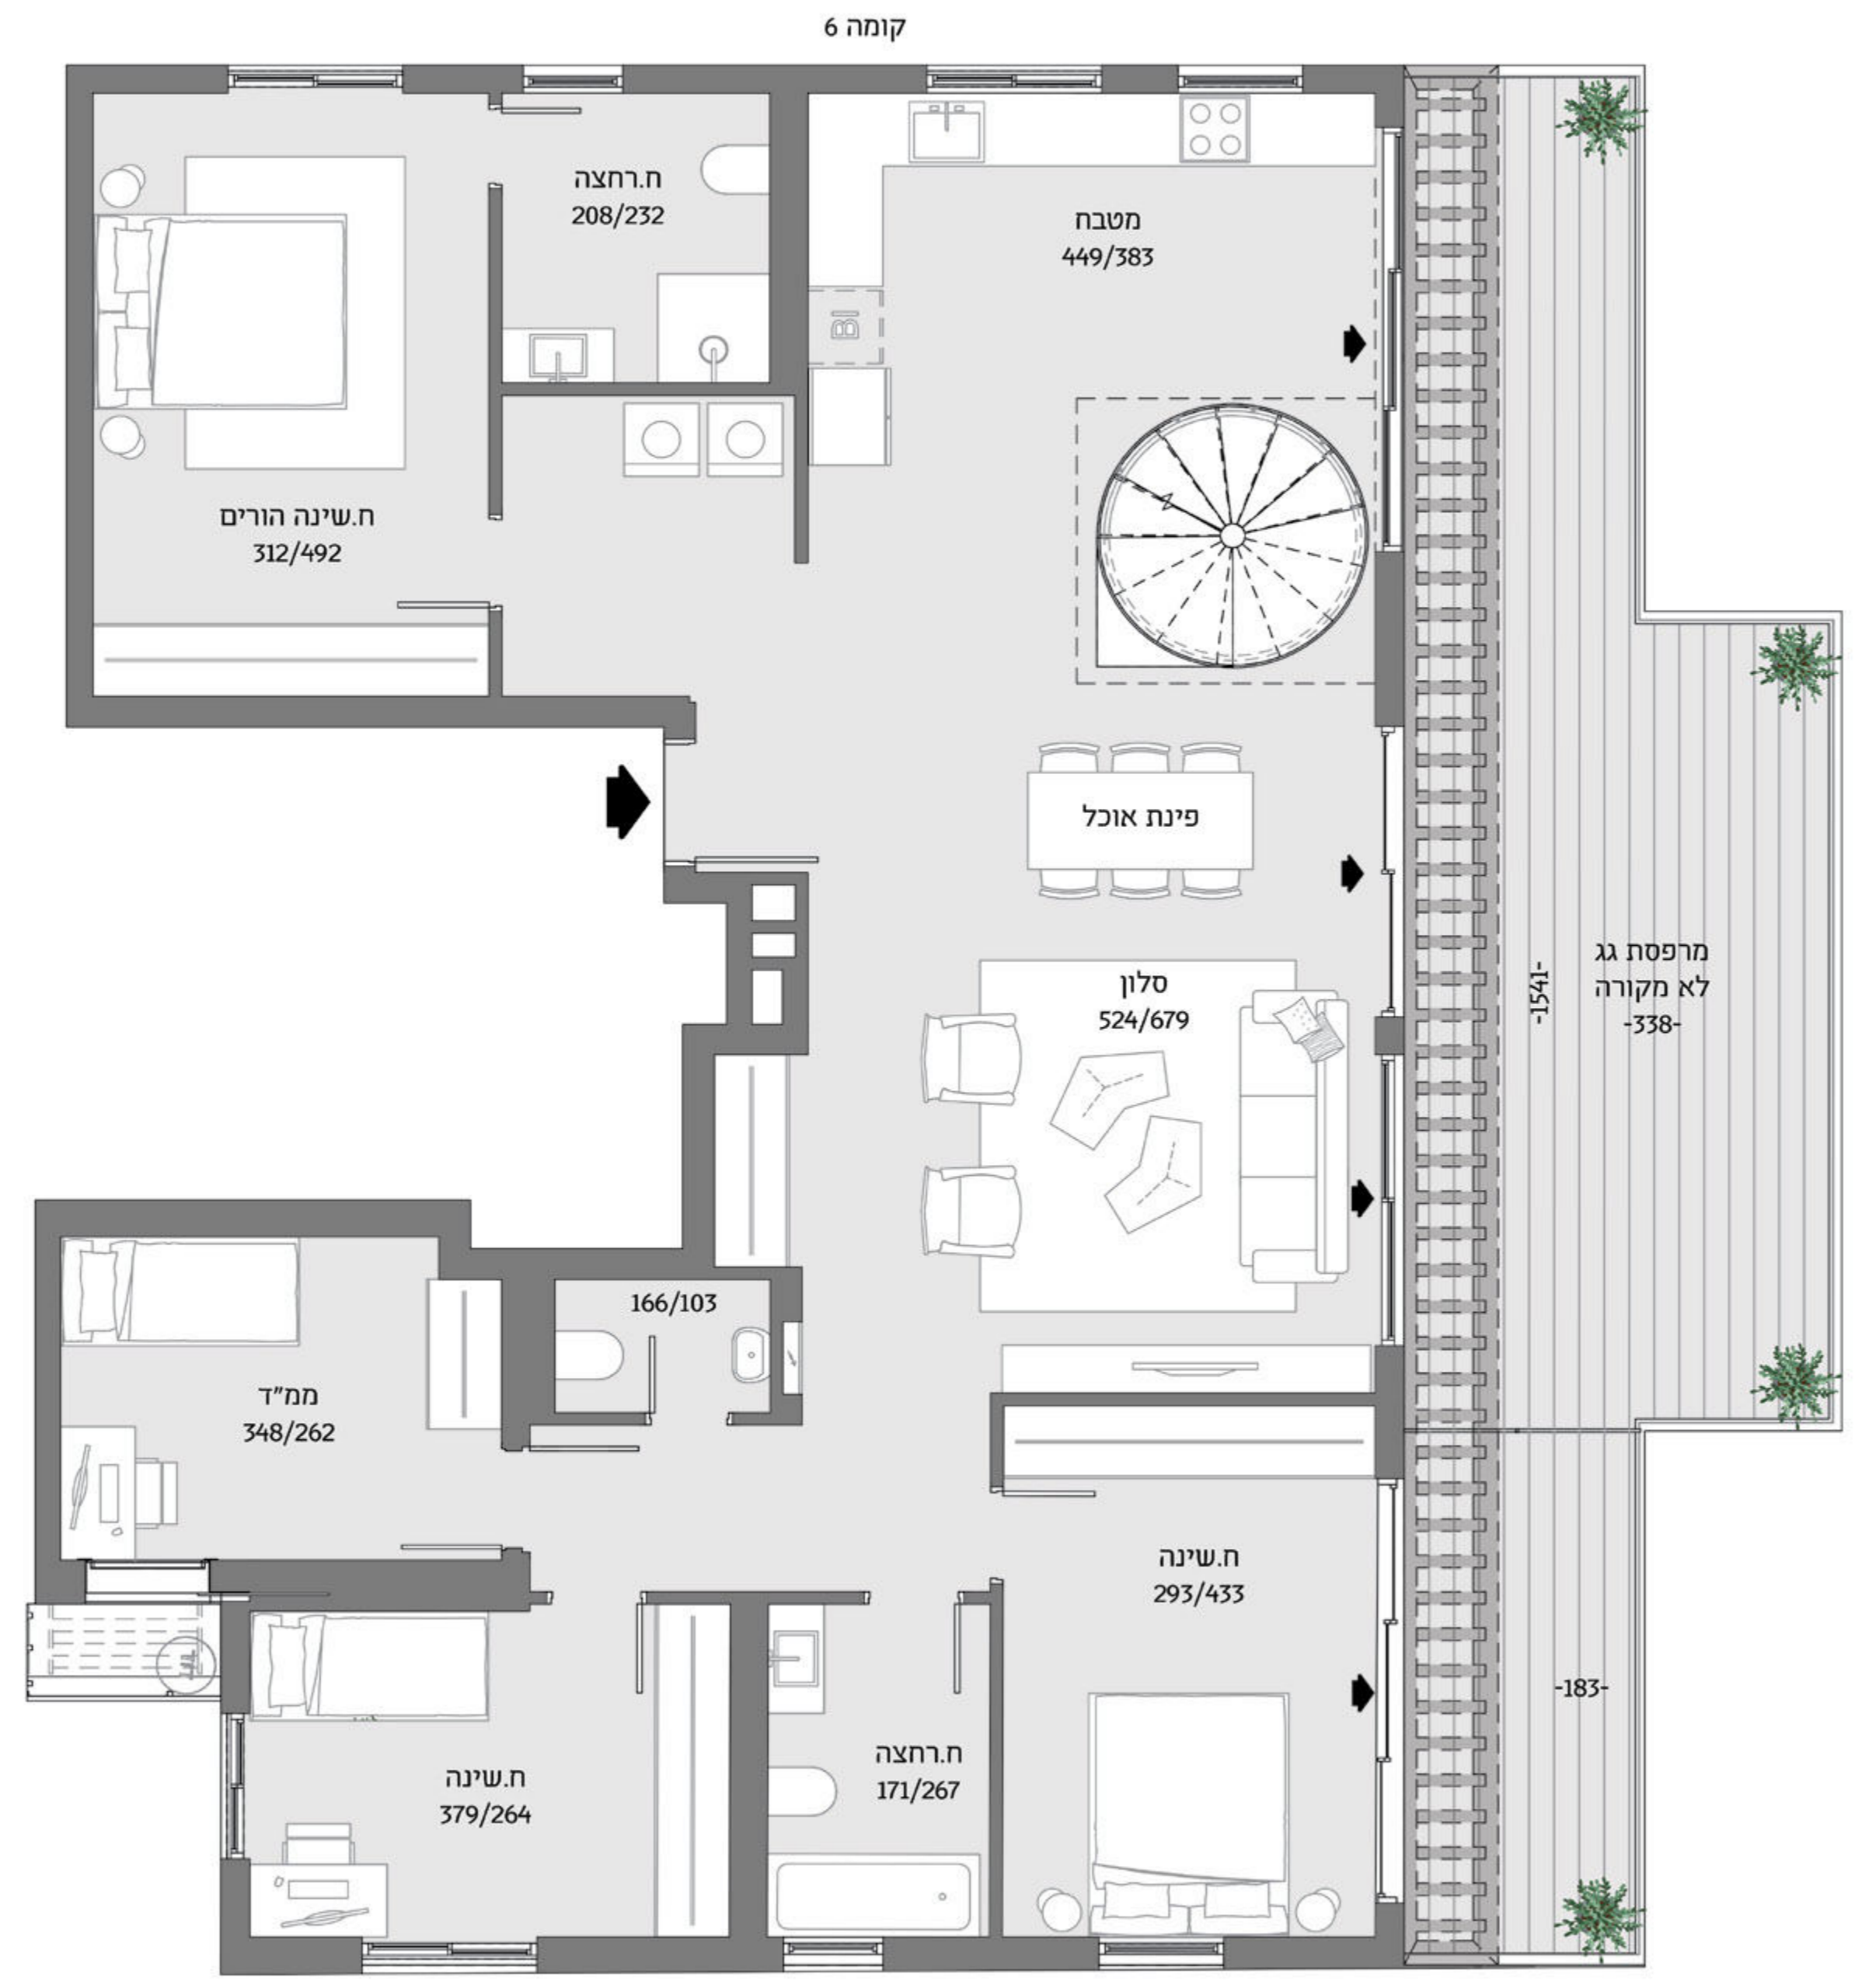 קומה 6
ח.רחצה
208/232
מטבח
449/383
BI
ח.שינה הורים
312/492
פינת אוכל
סלון
524/679
-1541-
מרפסת גג
לא מקורה
-338-
166/103
ממ״ד
348/262
ח.שינה
293/433
-183-
ח.רחצה
171/267
ח.שינה
379/264